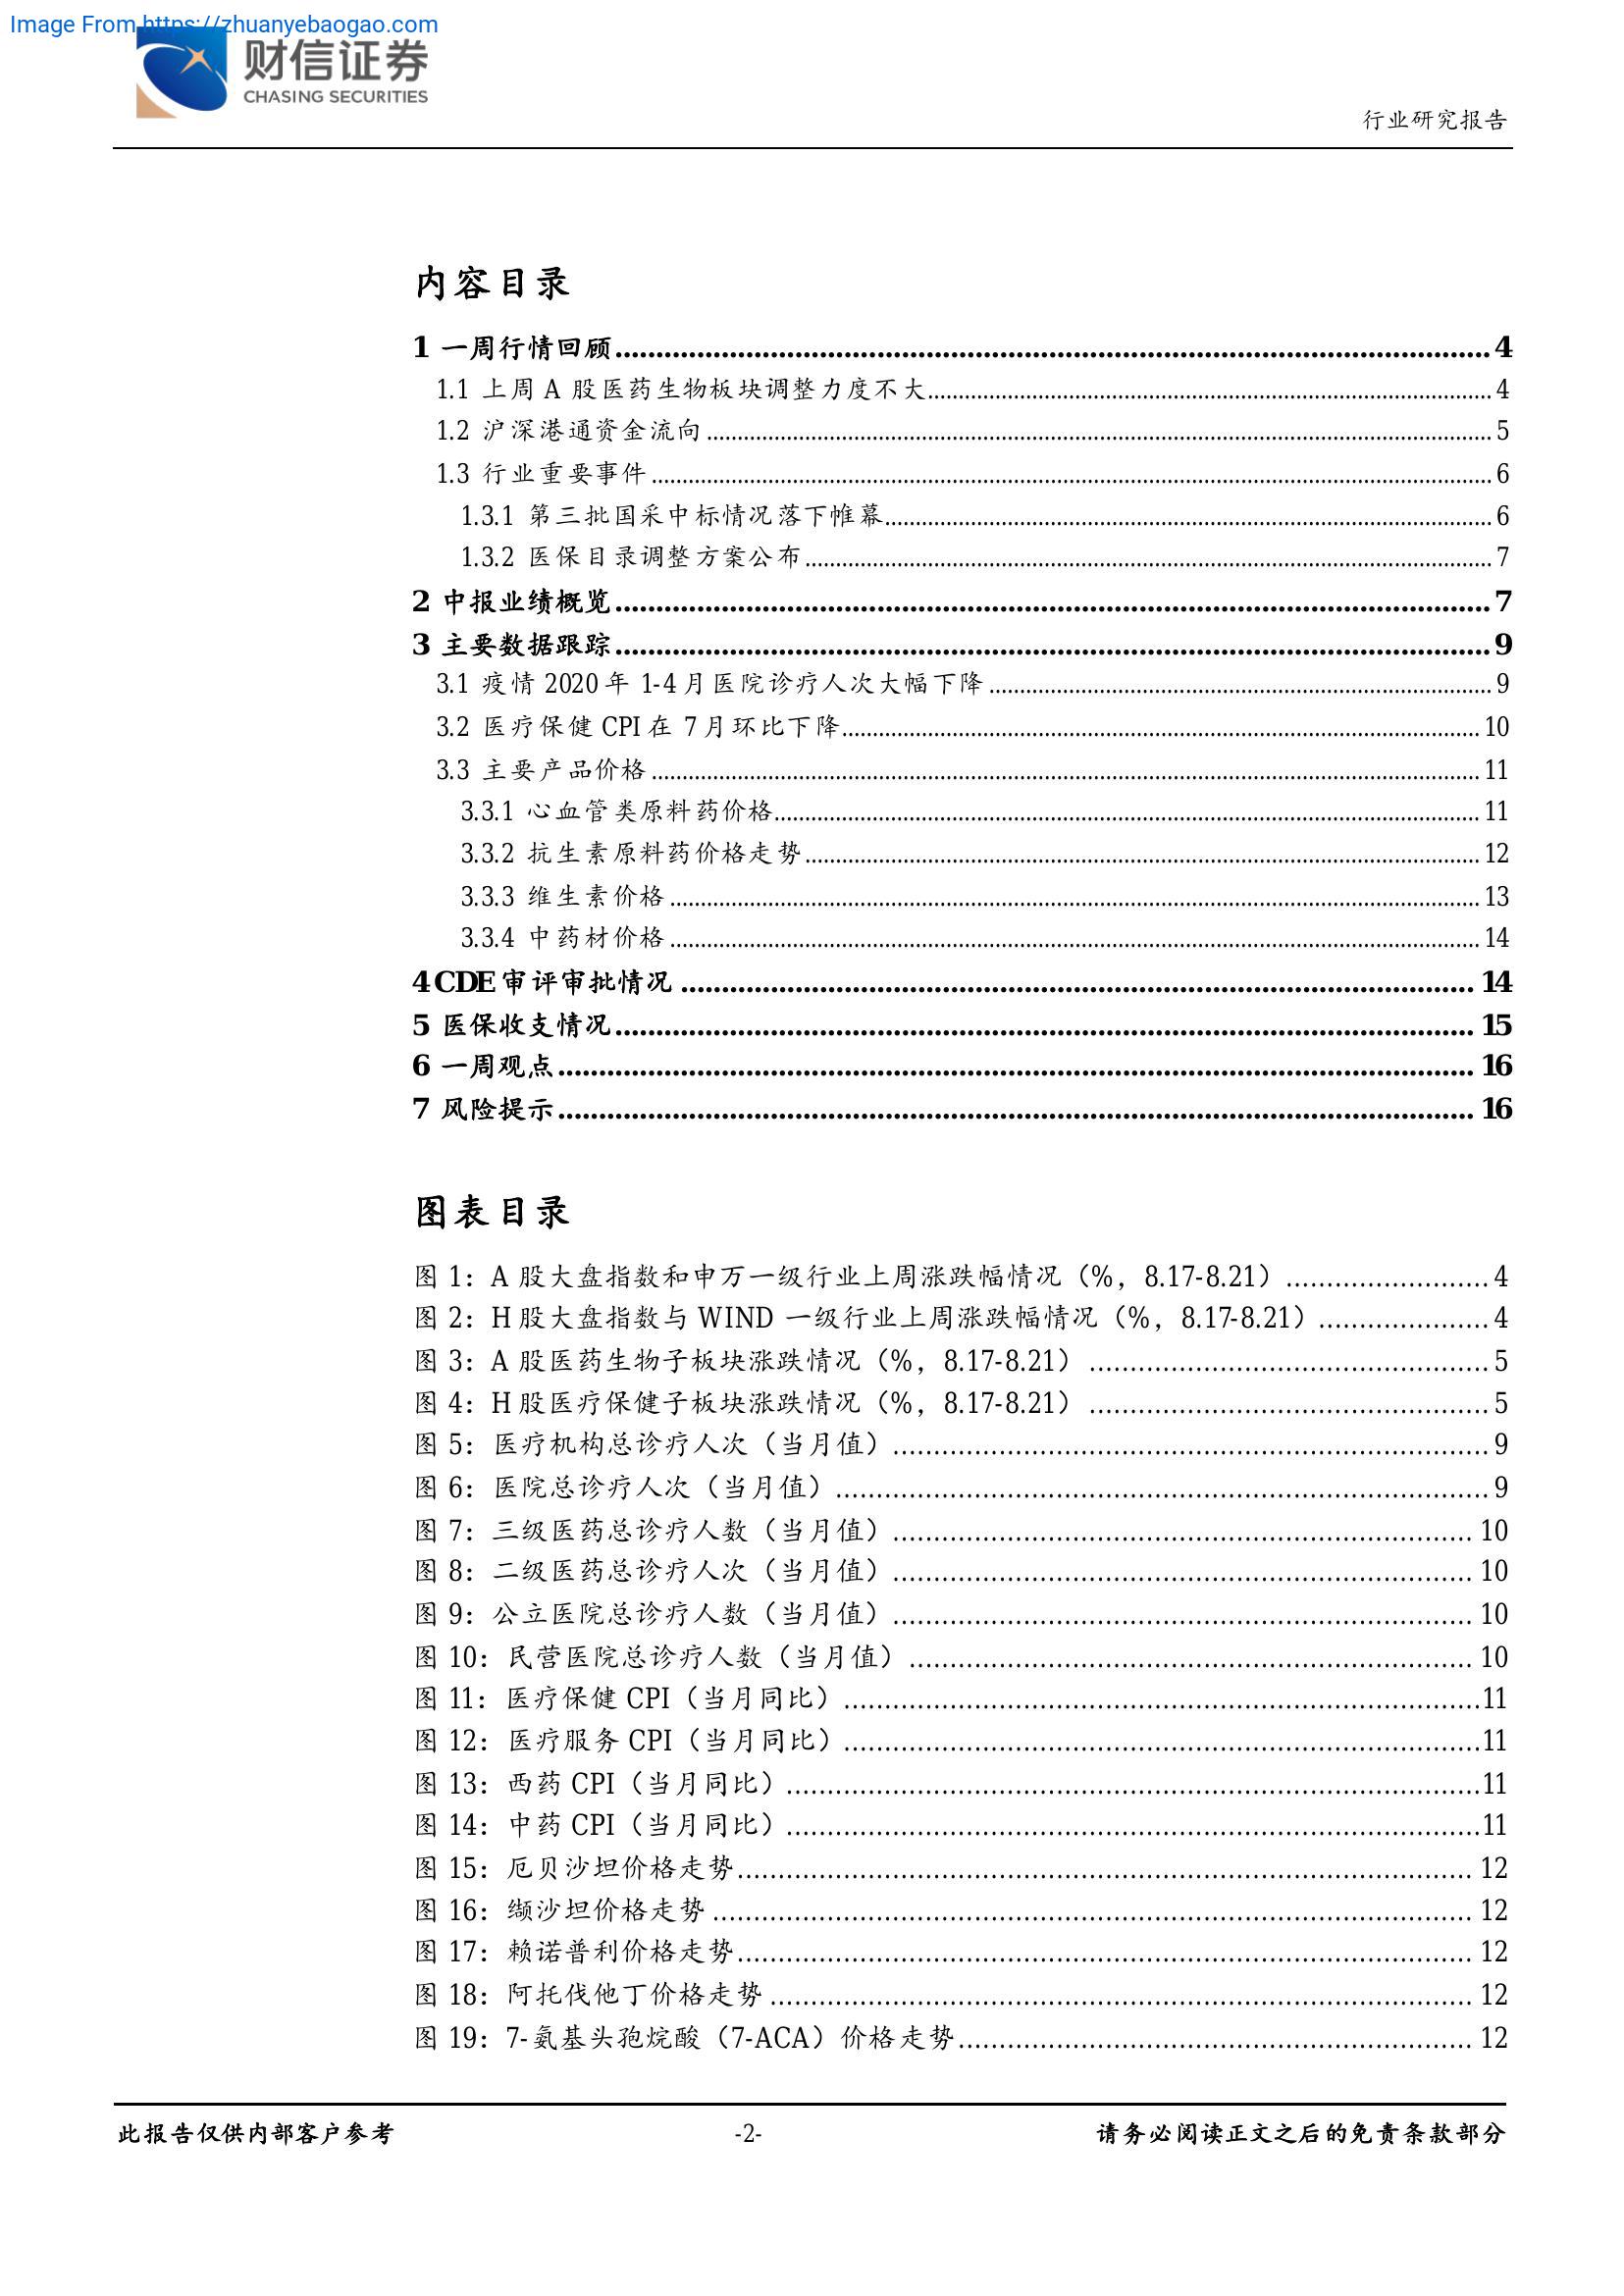 Image From https://zhuanyebaogao.com
财信证券
CHASING SECURITIES
行业研究报告
内容目录
1 一周行情回顾 4
1.1 上周 A 股医药生物板块调整力度不大 4
1.2 沪深港通资金流向 5
1.3 行业重要事件 6
1.3.1 第三批国采中标情况落下帷幕 6
1.3.2 医保目录调整方案公布 7
2 中报业绩概览 7
3 主要数据跟踪 9
3.1 疫情 2020 年 1-4 月医院诊疗人次大幅下降 9
3.2 医疗保健 CPI 在 7 月环比下降 10
3.3 主要产品价格 11
3.3.1 心血管类原料药价格 11
3.3.2 抗生素原料药价格走势 12
3.3.3 维生素价格 13
3.3.4 中药材价格 14
4 CDE 审评审批情况 14
5 医保收支情况 15
6 一周观点 16
7 风险提示 16
图表目录
图 1：A 股大盘指数和申万一级行业上周涨跌幅情况（%，8.17-8.21） 4
图 2：H 股大盘指数与 WIND 一级行业上周涨跌幅情况（%，8.17-8.21） 4
图 3：A 股医药生物子板块涨跌情况（%，8.17-8.21） 5
图 4：H 股医疗保健子板块涨跌情况（%，8.17-8.21） 5
图 5：医疗机构总诊疗人次（当月值） 9
图 6：医院总诊疗人次（当月值） 9
图 7：三级医药总诊疗人数（当月值） 10
图 8：二级医药总诊疗人次（当月值） 10
图 9：公立医院总诊疗人数（当月值） 10
图 10：民营医院总诊疗人数（当月值） 10
图 11：医疗保健 CPI（当月同比） 11
图 12：医疗服务 CPI（当月同比） 11
图 13：西药 CPI（当月同比） 11
图 14：中药 CPI（当月同比） 11
图 15：厄贝沙坦价格走势 12
图 16：缬沙坦价格走势 12
图 17：赖诺普利价格走势 12
图 18：阿托伐他丁价格走势 12
图 19：7-氨基头孢烷酸（7-ACA）价格走势 12
此报告仅供内部客户参考 -2- 请务必阅读正文之后的免责条款部分